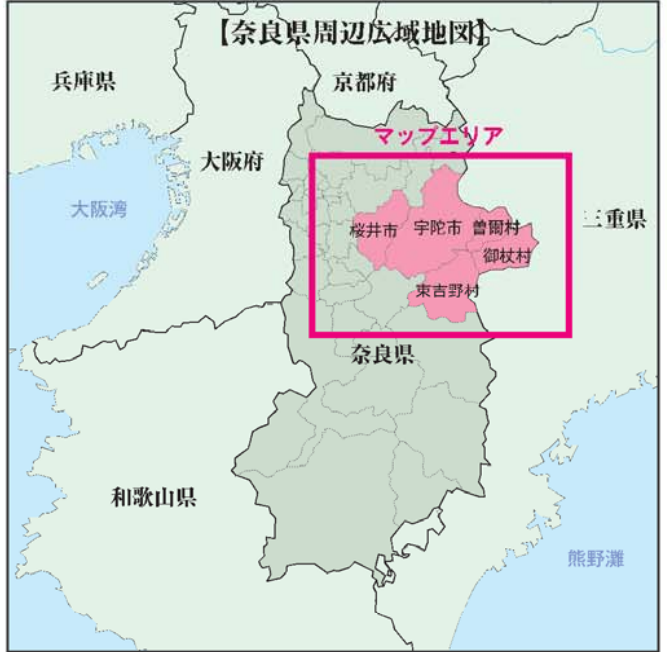 【奈良県周辺広域地図】
兵庫県
京都府
マップエリア
大阪府
大阪湾
三重県
桜井市
宇陀市
曽爾村
御杖村
東吉野村
奈良県
和歌山県
熊野灘